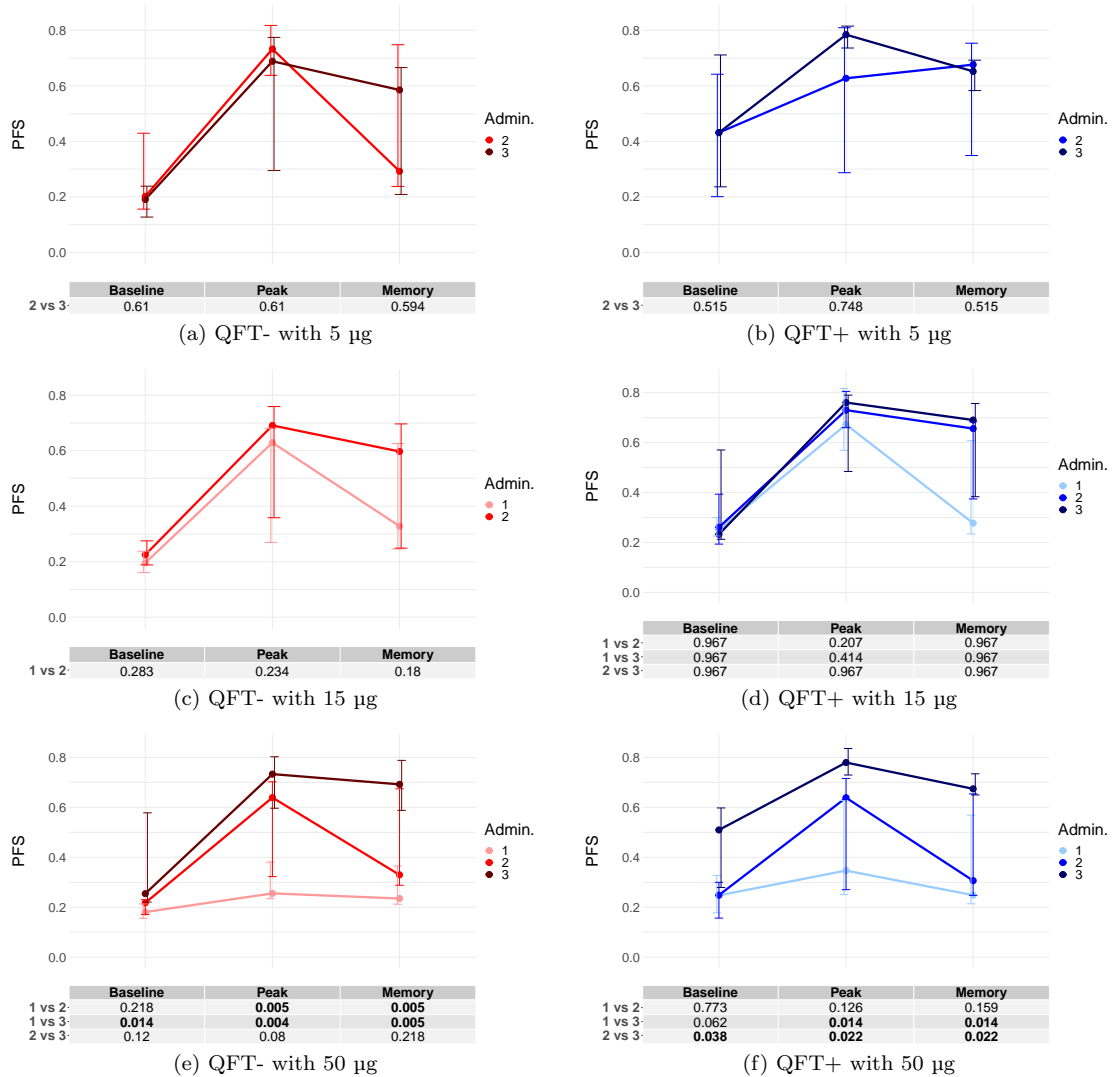 0.8
0.6
0.4
0.2
0.0
PFS
Admin.
2
3
Baseline Peak Memory
2 vs 3 0.61 0.61 0.594
(a) QFT- with 5 µg
0.8
0.6
0.4
0.2
0.0
PFS
Admin.
2
3
Baseline Peak Memory
2 vs 3 0.515 0.748 0.515
(b) QFT+ with 5 µg
0.8
0.6
0.4
0.2
0.0
PFS
Admin.
1
2
Baseline Peak Memory
1 vs 2 0.283 0.234 0.18
(c) QFT- with 15 µg
0.8
0.6
0.4
0.2
0.0
PFS
Admin.
1
2
3
Baseline Peak Memory
1 vs 2 0.967 0.207 0.967
1 vs 3 0.967 0.414 0.967
2 vs 3 0.967 0.967 0.967
(d) QFT+ with 15 µg
0.8
0.6
0.4
0.2
0.0
PFS
Admin.
1
2
3
Baseline Peak Memory
1 vs 2 0.218 0.005 0.005
1 vs 3 0.014 0.004 0.005
2 vs 3 0.12 0.08 0.218
(e) QFT- with 50 µg
0.8
0.6
0.4
0.2
0.0
PFS
Admin.
1
2
3
Baseline Peak Memory
1 vs 2 0.773 0.126 0.159
1 vs 3 0.062 0.014 0.014
2 vs 3 0.038 0.022 0.022
(f) QFT+ with 50 µg